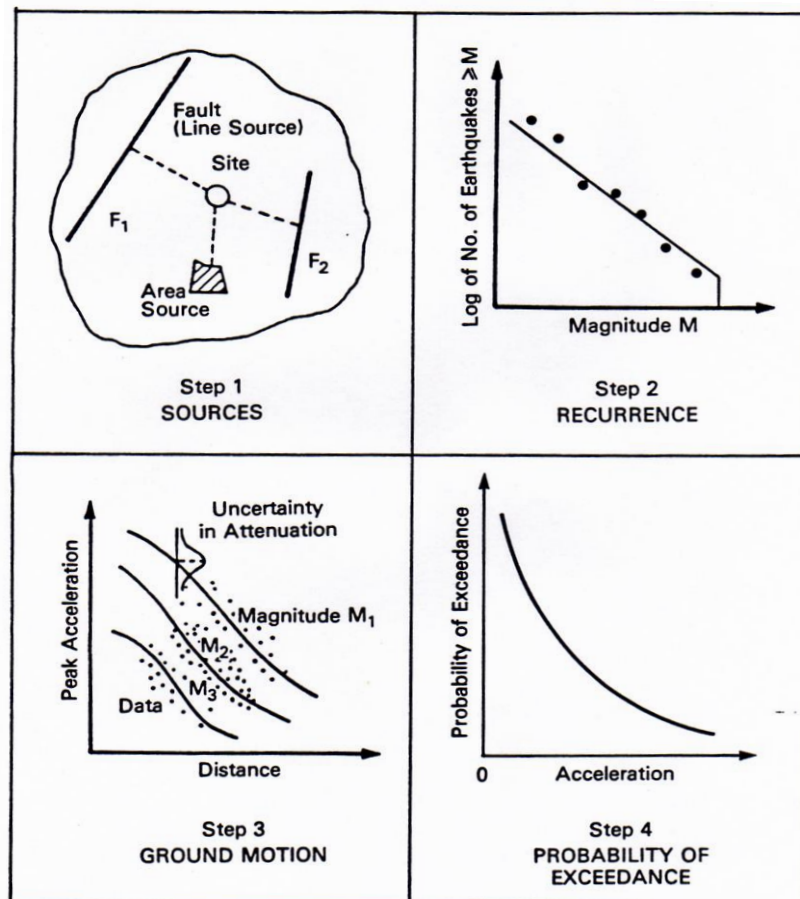 Fault
(Line Source)
Site
F1
F2
Area
Source
Step 1
SOURCES
Log of No. of Earthquakes ⩾M
Magnitude M
Step 2
RECURRENCE
Uncertainty
in Attenuation
Peak Acceleration
Magnitude M1
M2
M3
Data
Distance
Step 3
GROUND MOTION
Probability of Exceedance
0 Acceleration
Step 4
PROBABILITY OF
EXCEEDANCE